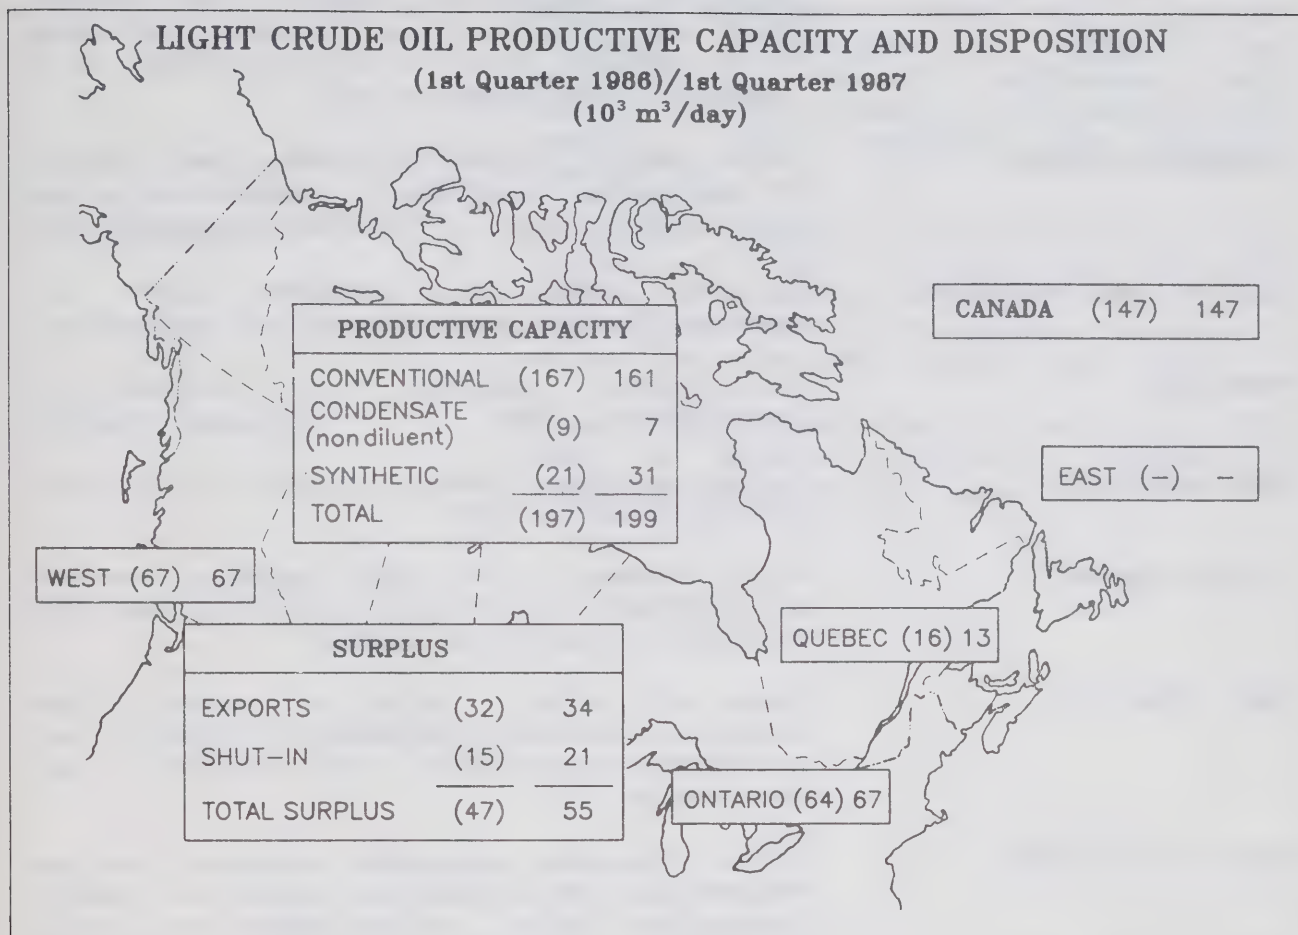 LIGHT CRUDE OIL PRODUCTIVE CAPACITY AND DISPOSITION
(1st Quarter 1986)/1st Quarter 1987
(10³ m³/day)
CANADA (147) 147
PRODUCTIVE CAPACITY
CONVENTIONAL (167) 161
CONDENSATE
(non diluent) (9) 7
SYNTHETIC (21) 31
TOTAL (197) 199
EAST (–) –
WEST (67) 67
QUEBEC (16) 13
SURPLUS
EXPORTS (32) 34
SHUT–IN (15) 21
TOTAL SURPLUS (47) 55
ONTARIO (64) 67